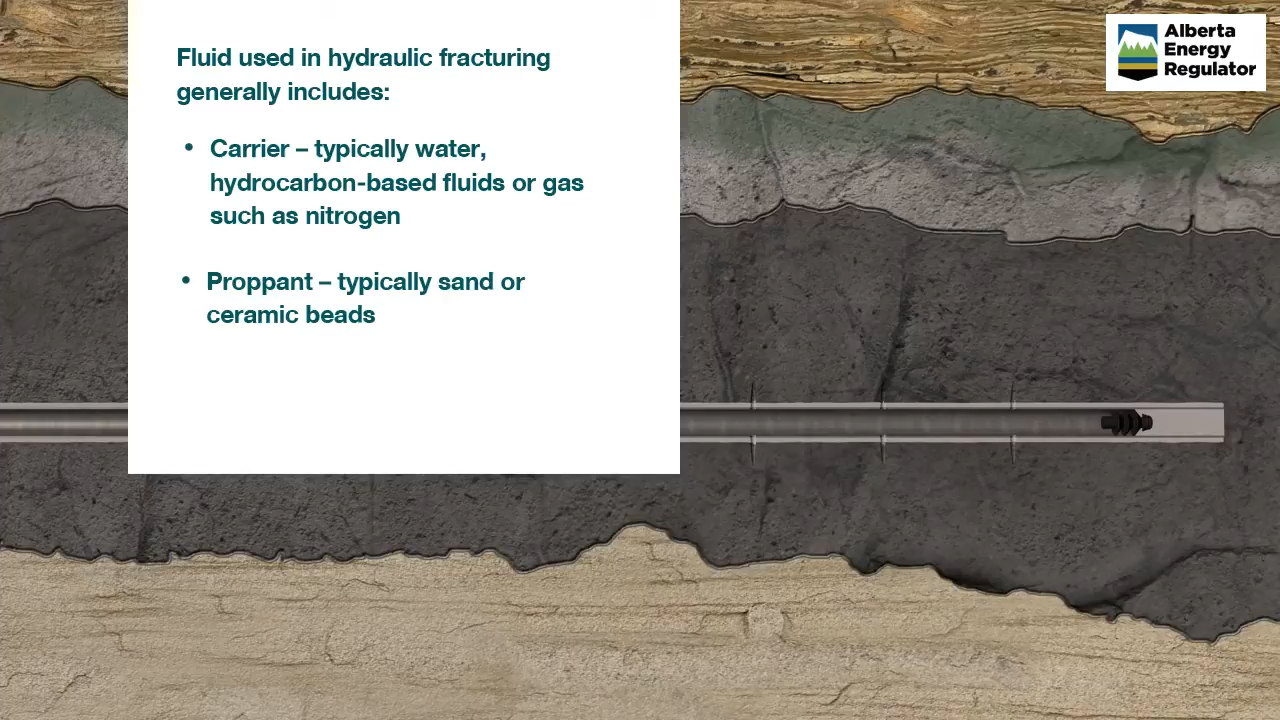 Fluid used in hydraulic fracturing
generally includes:
• Carrier – typically water,
hydrocarbon-based fluids or gas
such as nitrogen
• Proppant – typically sand or
ceramic beads
Alberta
Energy
Regulator